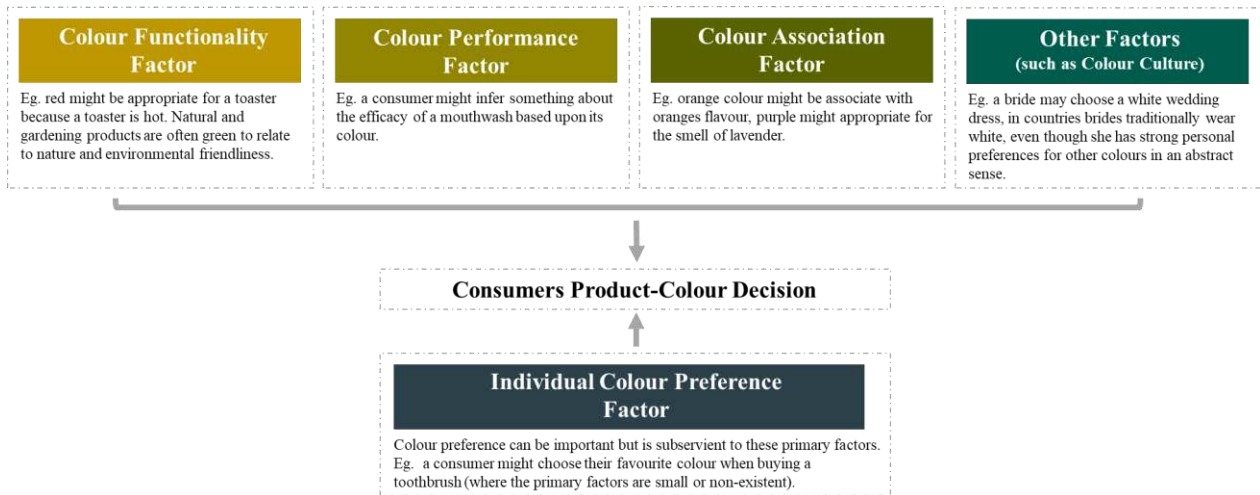 Colour Functionality
Factor
Eg. red might be appropriate for a toaster
because a toaster is hot. Natural and
gardening products are often green to relate
to nature and environmental friendliness.
Colour Performance
Factor
Eg. a consumer might infer something about
the efficacy of a mouthwash based upon its
colour.
Colour Association
Factor
Eg. orange colour might be associate with
oranges flavour, purple might appropriate for
the smell of lavender.
Other Factors
(such as Colour Culture)
Eg. a bride may choose a white wedding
dress, in countries brides traditionally wear
white, even though she has strong personal
preferences for other colours in an abstract
sense.
Consumers Product-Colour Decision
Individual Colour Preference
Factor
Colour preference can be important but is subservient to these primary factors.
Eg. a consumer might choose their favourite colour when buying a
toothbrush (where the primary factors are small or non-existent).